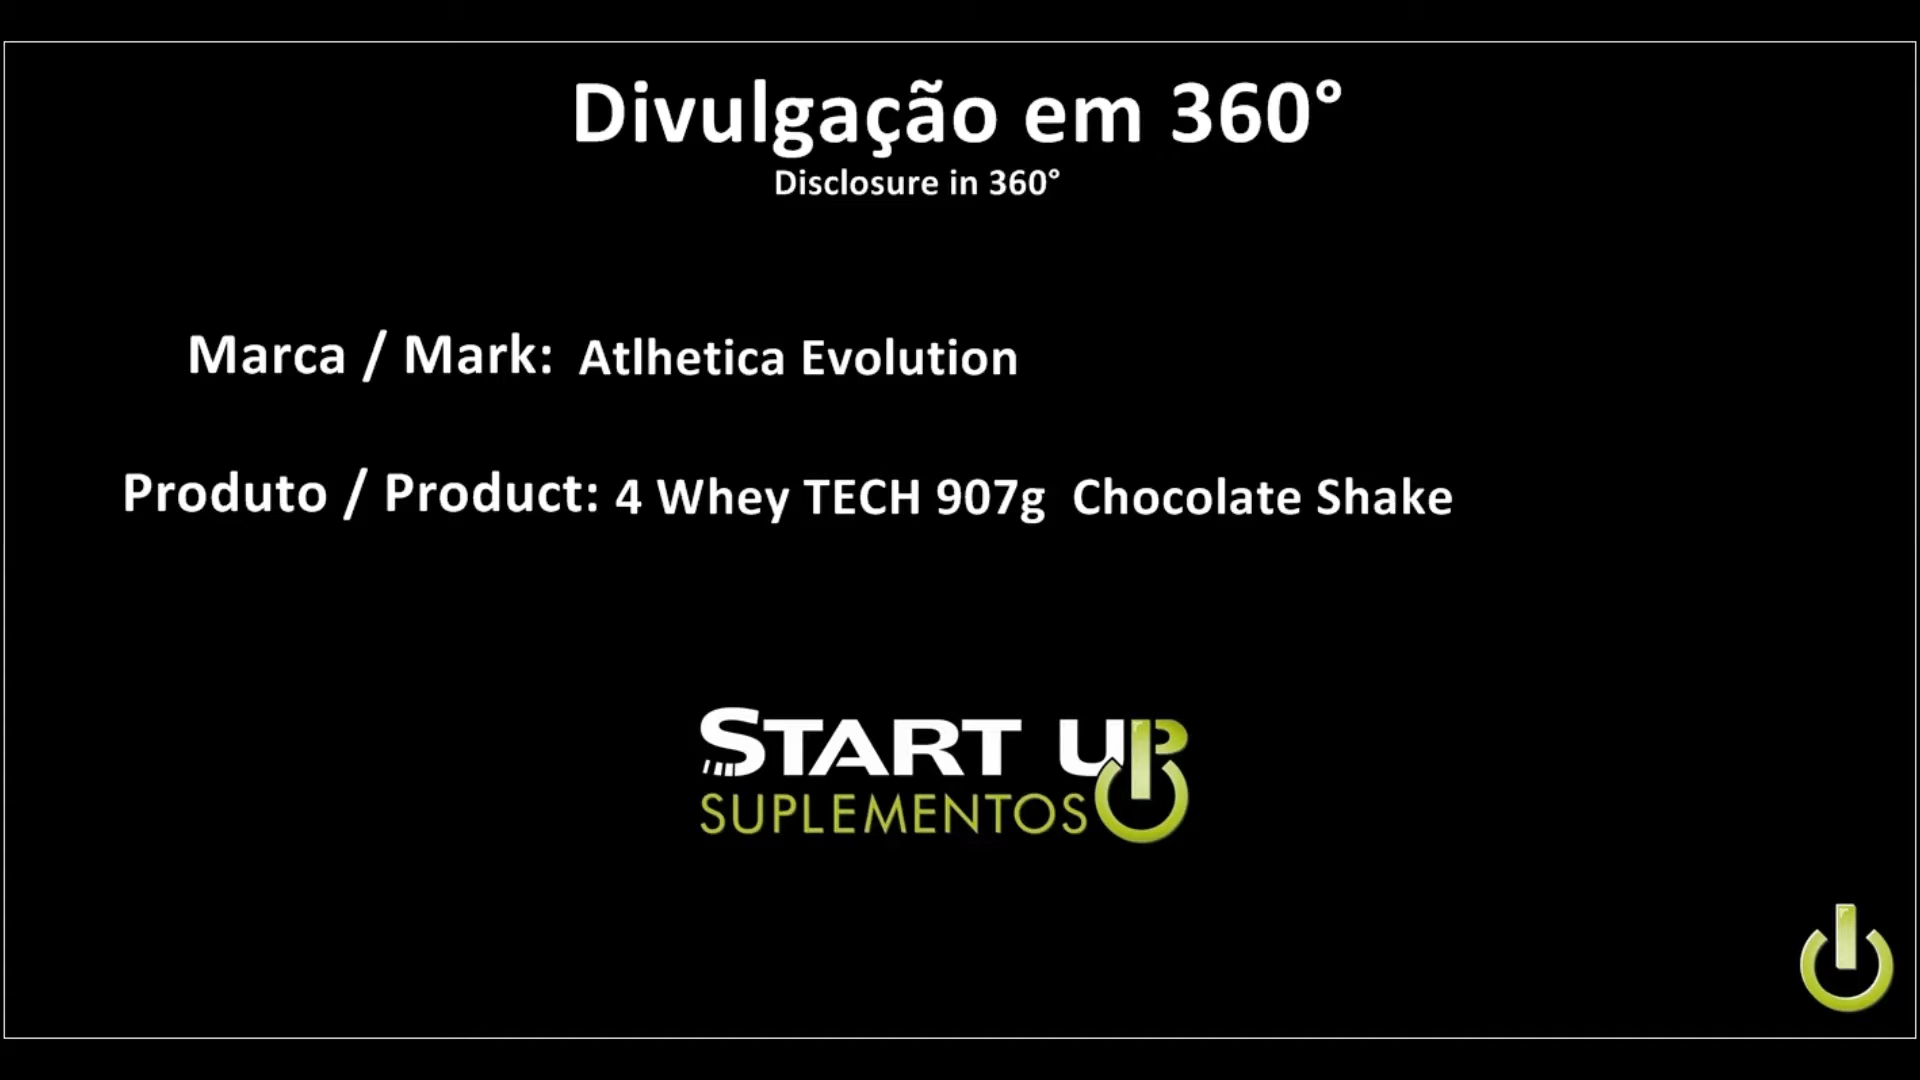 Divulgação em 360°
Disclosure in 360°
Marca / Mark: Atlhetica Evolution
Produto / Product: 4 Whey TECH 907g Chocolate Shake
START UP
SUPLEMENTOS